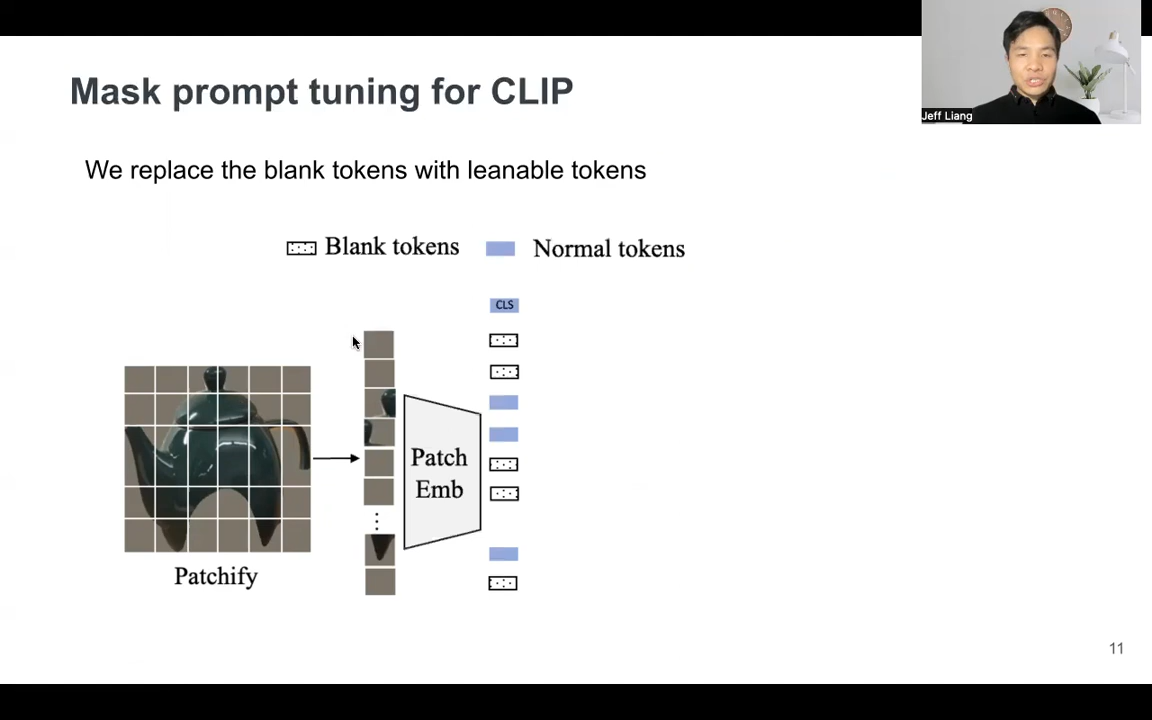 Mask prompt tuning for CLIP
Jeff Liang
We replace the blank tokens with leanable tokens
Blank tokens
Normal tokens
CLS
Patch
Emb
Patchify
11